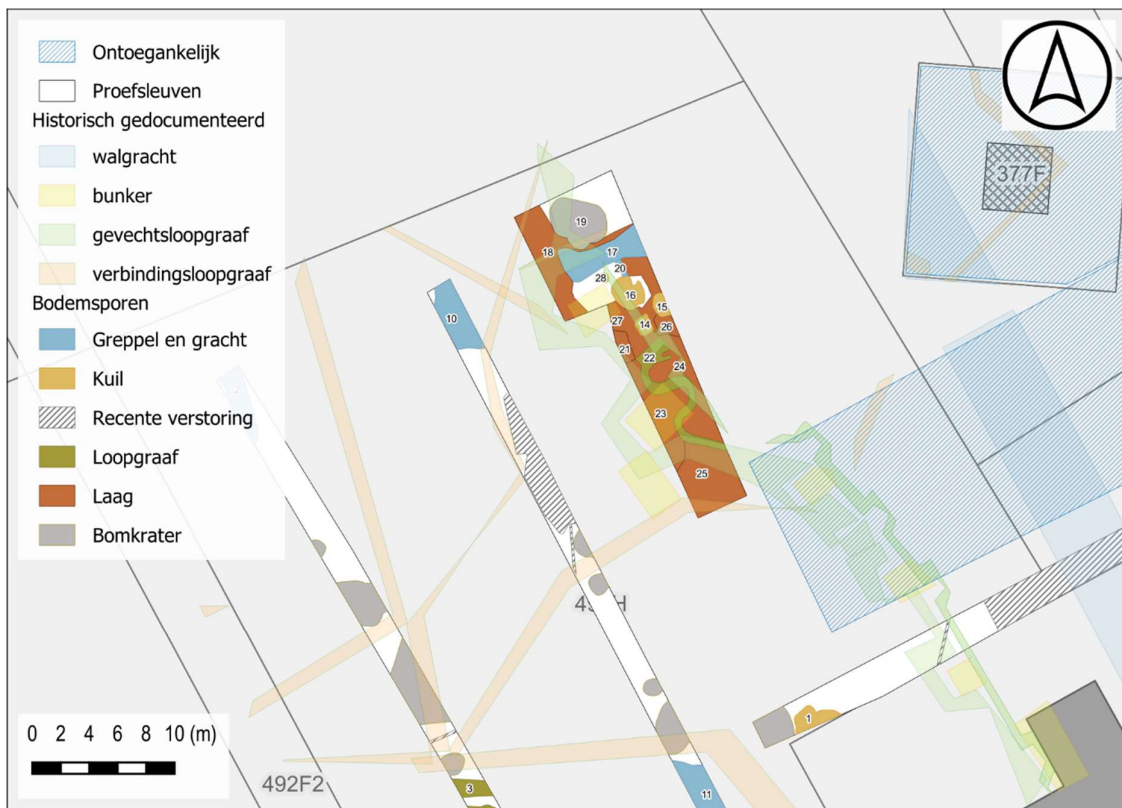 Ontoegankelijk
Proefsleuven
Historisch gedocumenteerd
walgracht
bunker
gevechtsloopgraaf
verbindingsloopgraaf
Bodemsporen
Greppel en gracht
Kuil
Recente verstoring
Loopgraaf
Laag
Bomkrater
377F
19
18
17
20
28
16
15
10
27
14
26
21
22
24
23
25
1
492F2
3
11
0 2 4 6 8 10 (m)